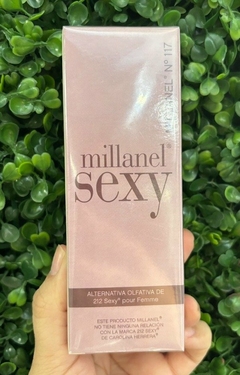 MILLANEL® Nº 117
millanel®
sexy
ALTERNATIVA OLFATIVA DE
212 Sexy® pour Femme
ESTE PRODUCTO MILLANEL®
NO TIENE NINGUNA RELACIÓN
CON LA MARCA 212 SEXY®
DE CAROLINA HERRERA®